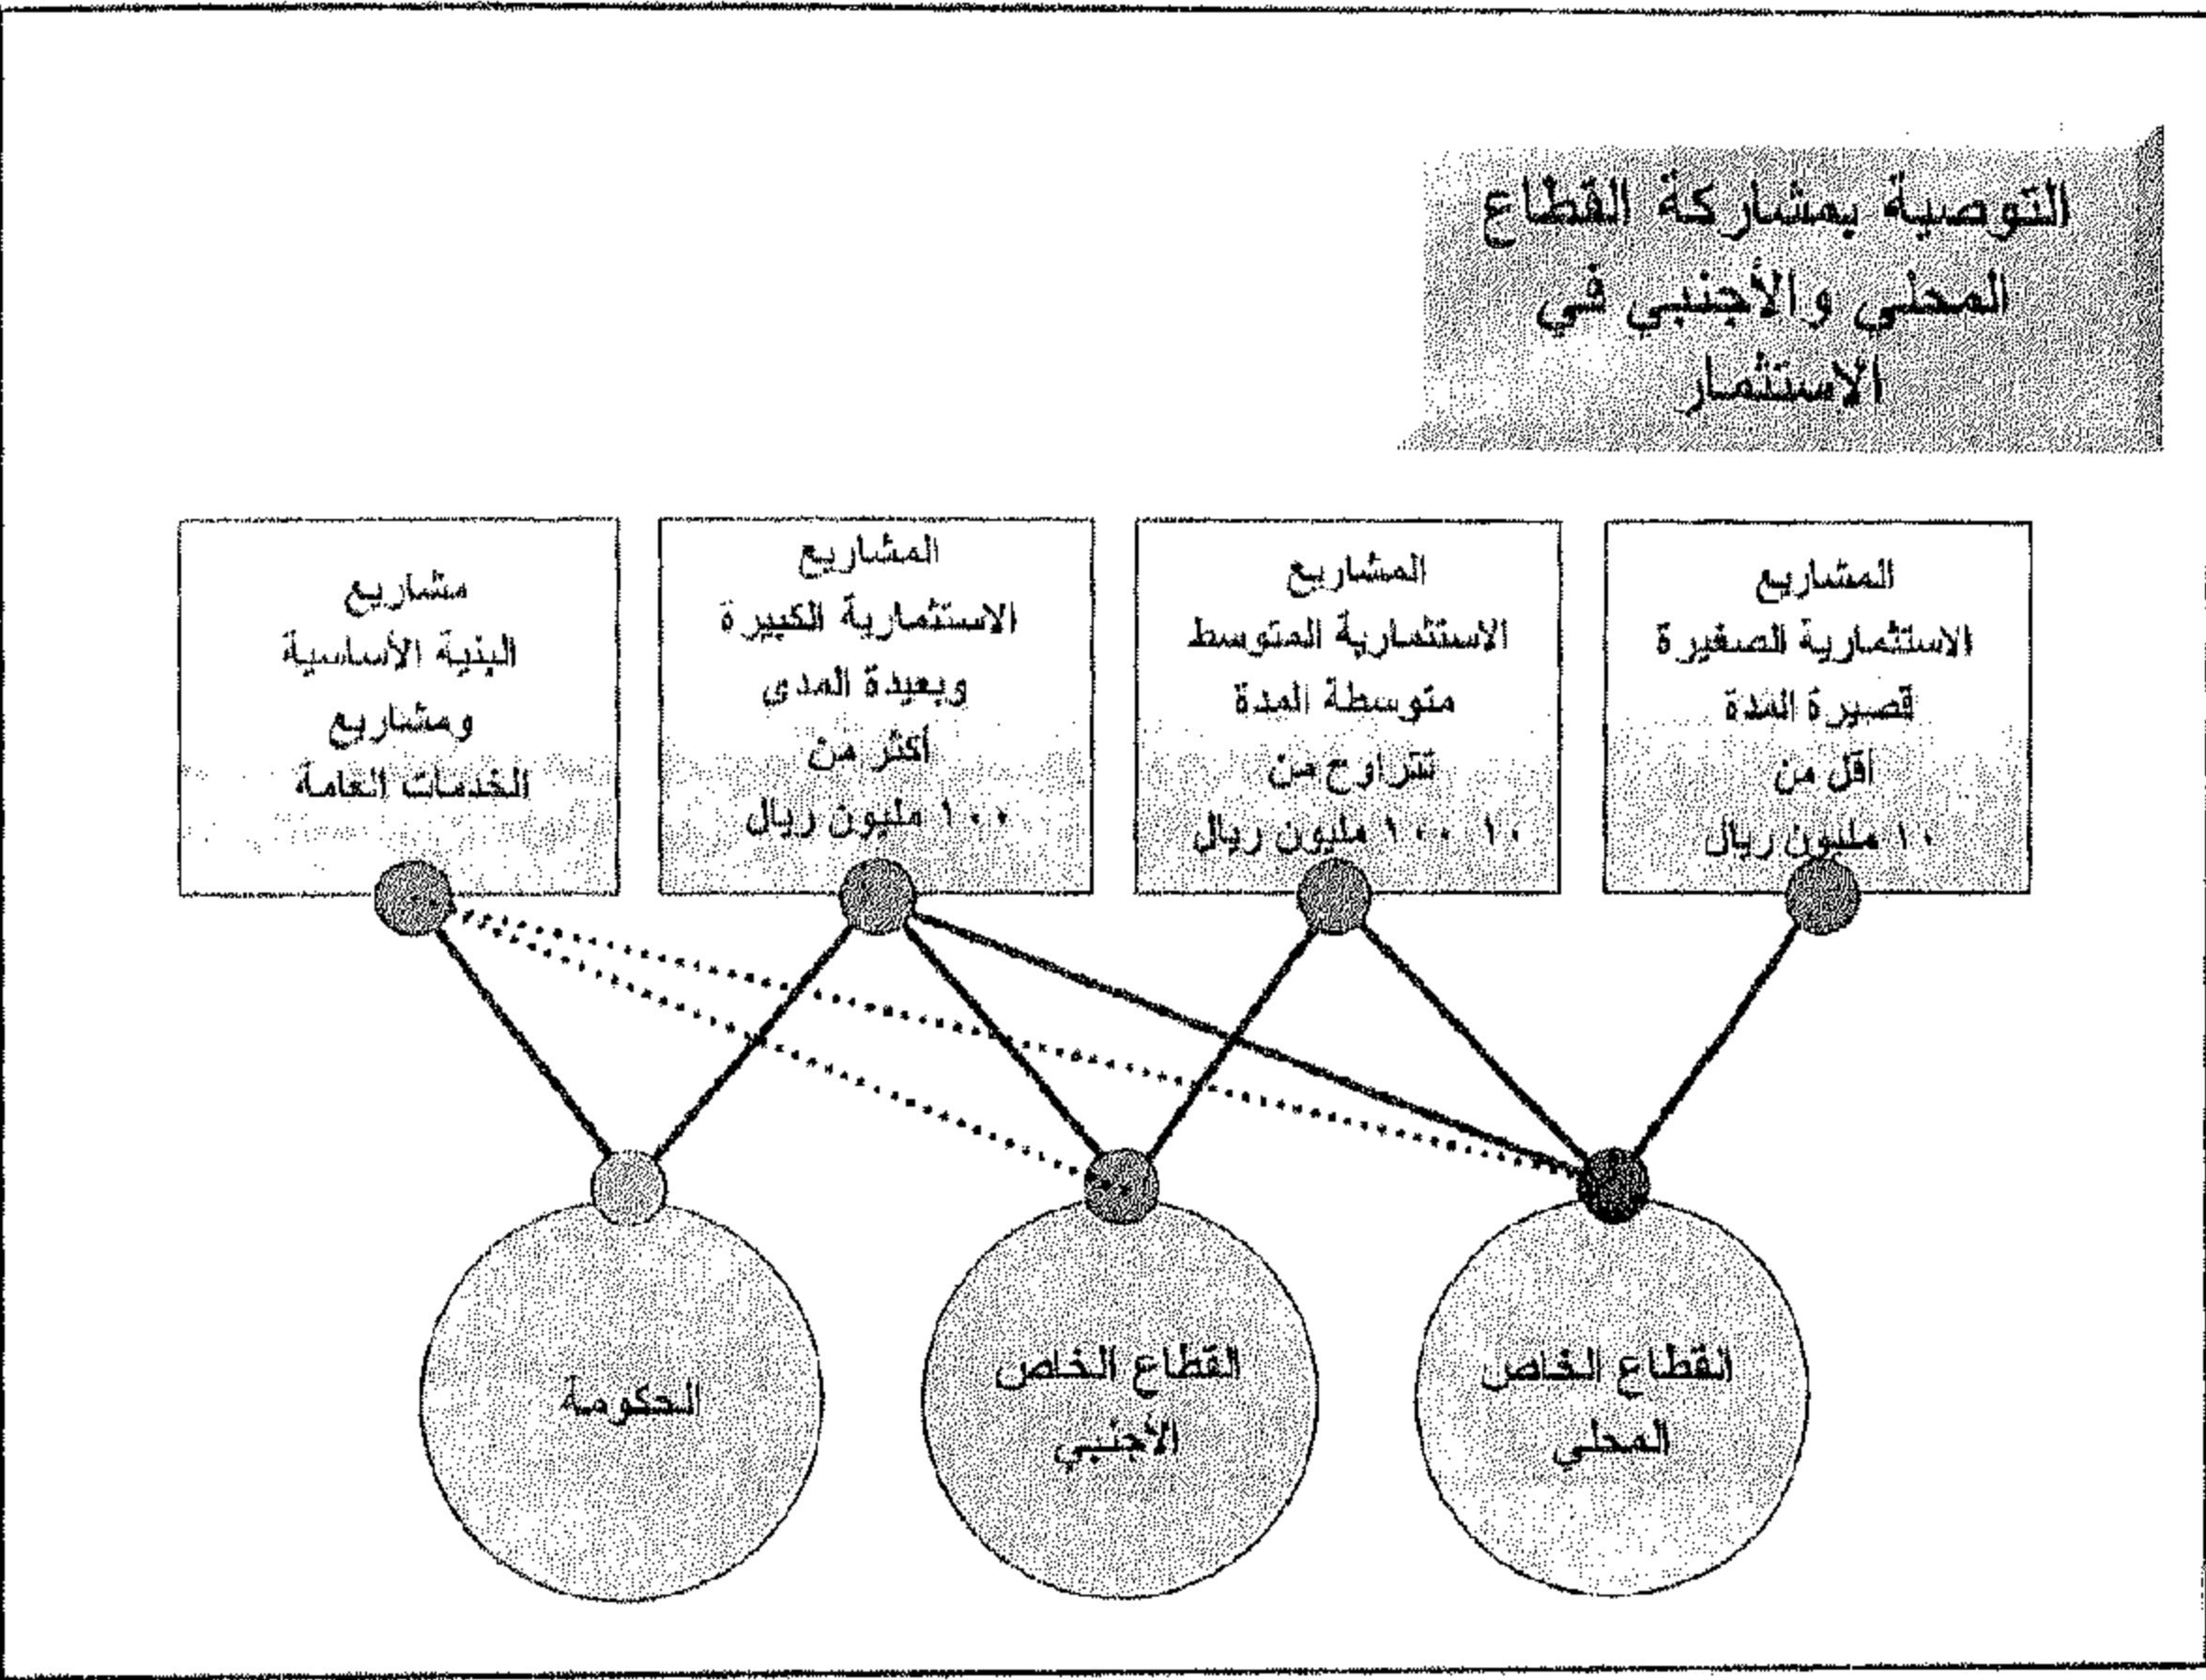 التوصية بمشاركة القطاع
المحلي والأجنبي في
الاستثمار
المشاريع
الاستثمارية الصغيرة
قصيرة المدة
أقل من
١٠ مليون ريال
المشاريع
الاستثمارية المتوسط
متوسطة المدة
تتراوح من
١٠ ١٠٠ مليون ريال
المشاريع
الاستثمارية الكبيرة
وبعيدة المدى
أكثر من
١٠٠ مليون ريال
مشاريع
البنية الأساسية
ومشاريع
الخدمات العامة
القطاع الخاص
المحلي
القطاع الخاص
الأجنبي
الحكومة